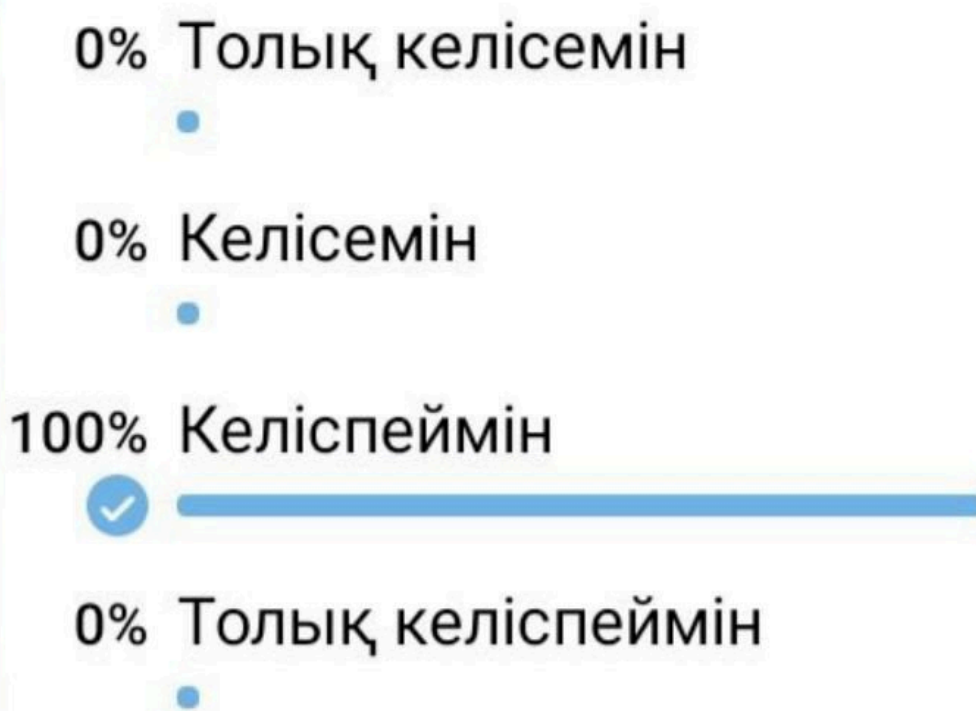 0% Толық келісемін
0% Келісемін
100% Келіспеймін
0% Толық келіспеймін